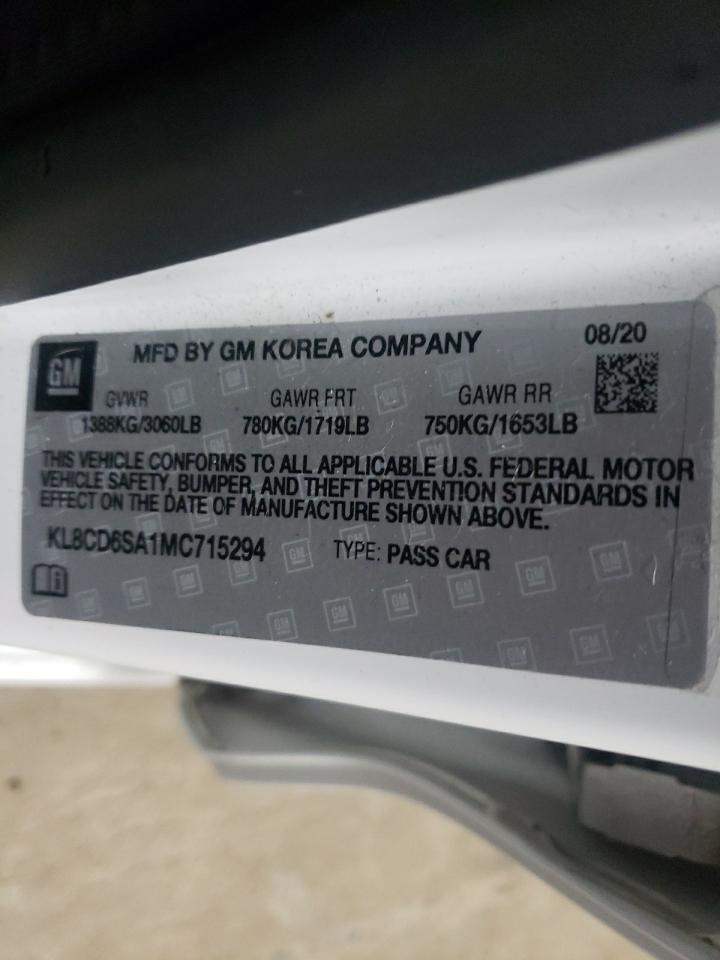 GM
MFD BY GM KOREA COMPANY
08/20
GVWR GAWR FRT GAWR RR
1388KG/3060LB 780KG/1719LB 750KG/1653LB
THIS VEHICLE CONFORMS TO ALL APPLICABLE U.S. FEDERAL MOTOR
VEHICLE SAFETY, BUMPER, AND THEFT PREVENTION STANDARDS IN
EFFECT ON THE DATE OF MANUFACTURE SHOWN ABOVE.
KL8CD6SA1MC715294 TYPE: PASS CAR